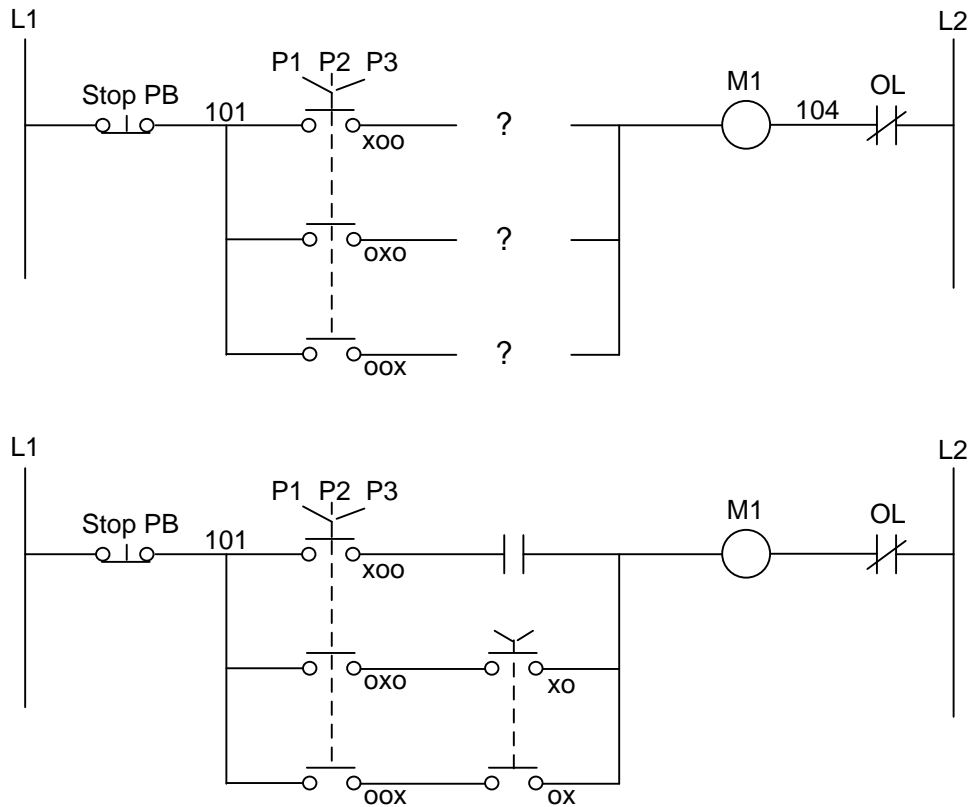 L1
L2
P1 P2 P3
M1
OL
Stop PB
101
104
xoo
?
oxo
?
oox
?
L1
L2
P1 P2 P3
M1
OL
Stop PB
101
xoo
oxo
xo
oox
ox